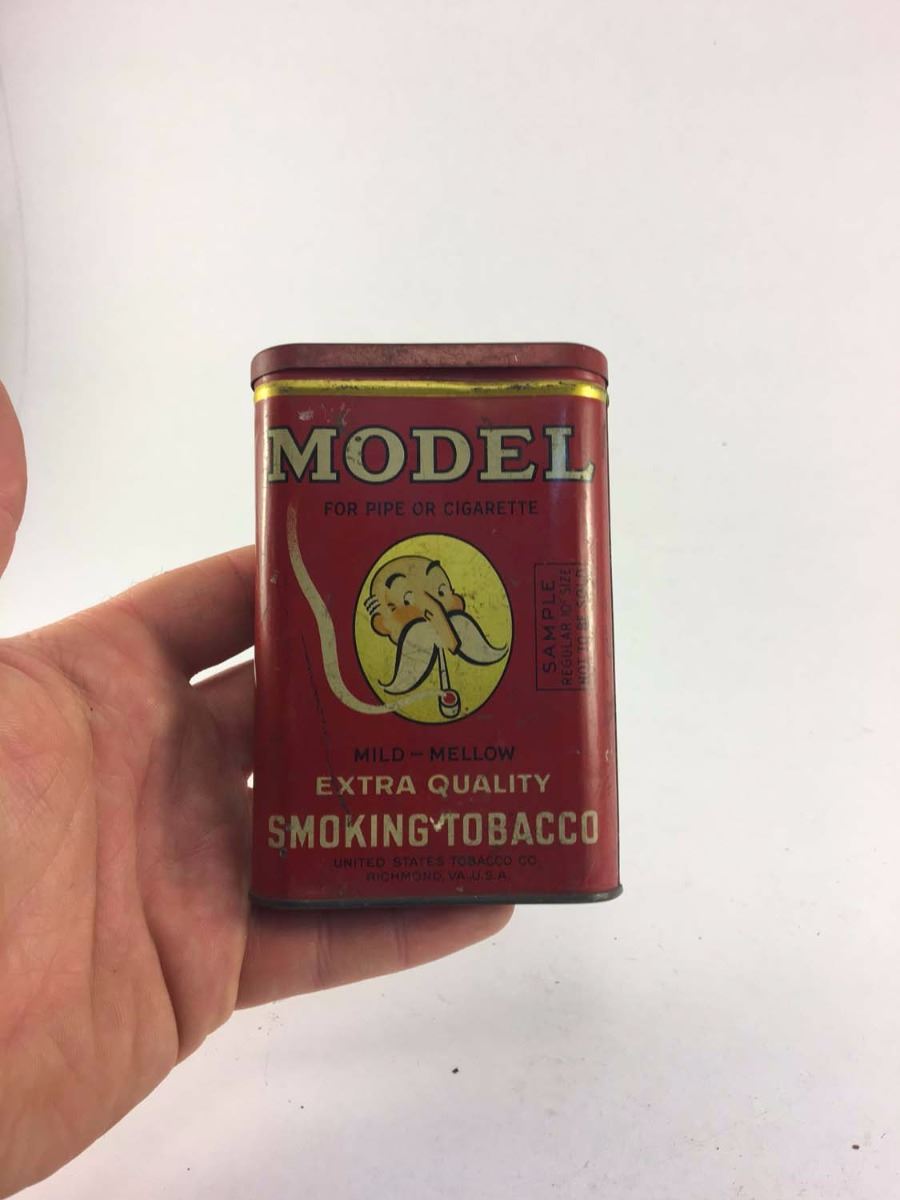 MODEL
FOR PIPE OR CIGARETTE
SAMPLE
REGULAR 10¢ SIZE
NOT TO BE SOLD
MILD - MELLOW
EXTRA QUALITY
SMOKING TOBACCO
UNITED STATES TOBACCO CO.
RICHMOND, VA. U.S.A.